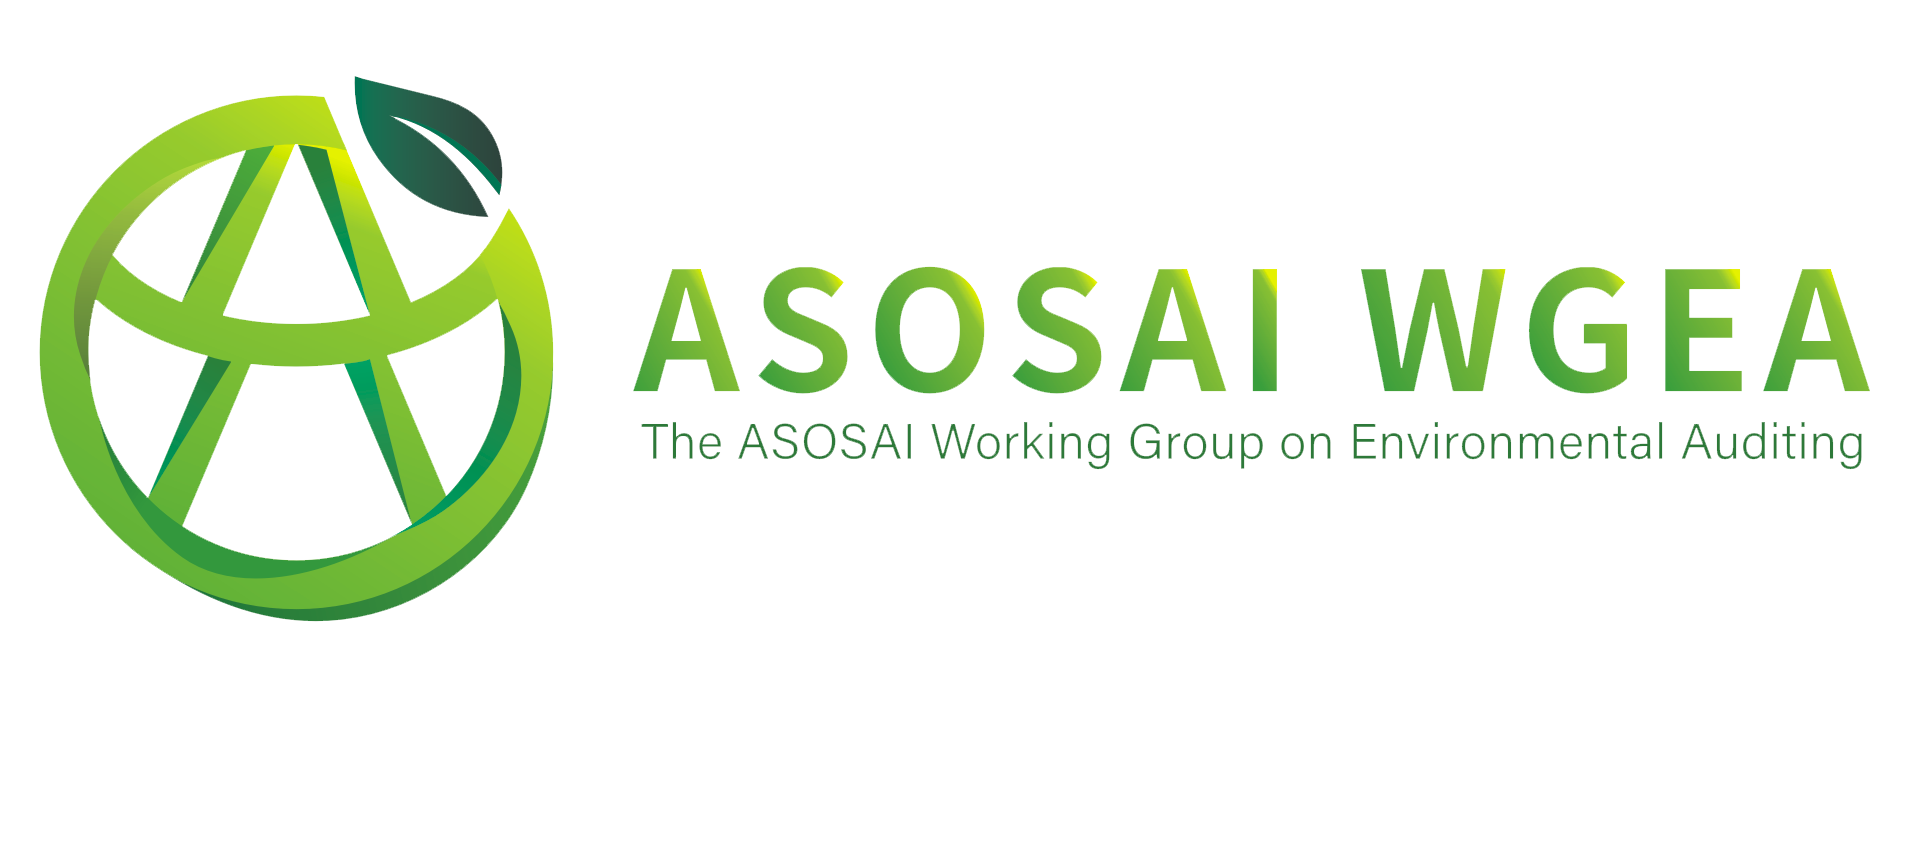 ASOSAI WGEA
The ASOSAI Working Group on Environmental Auditing